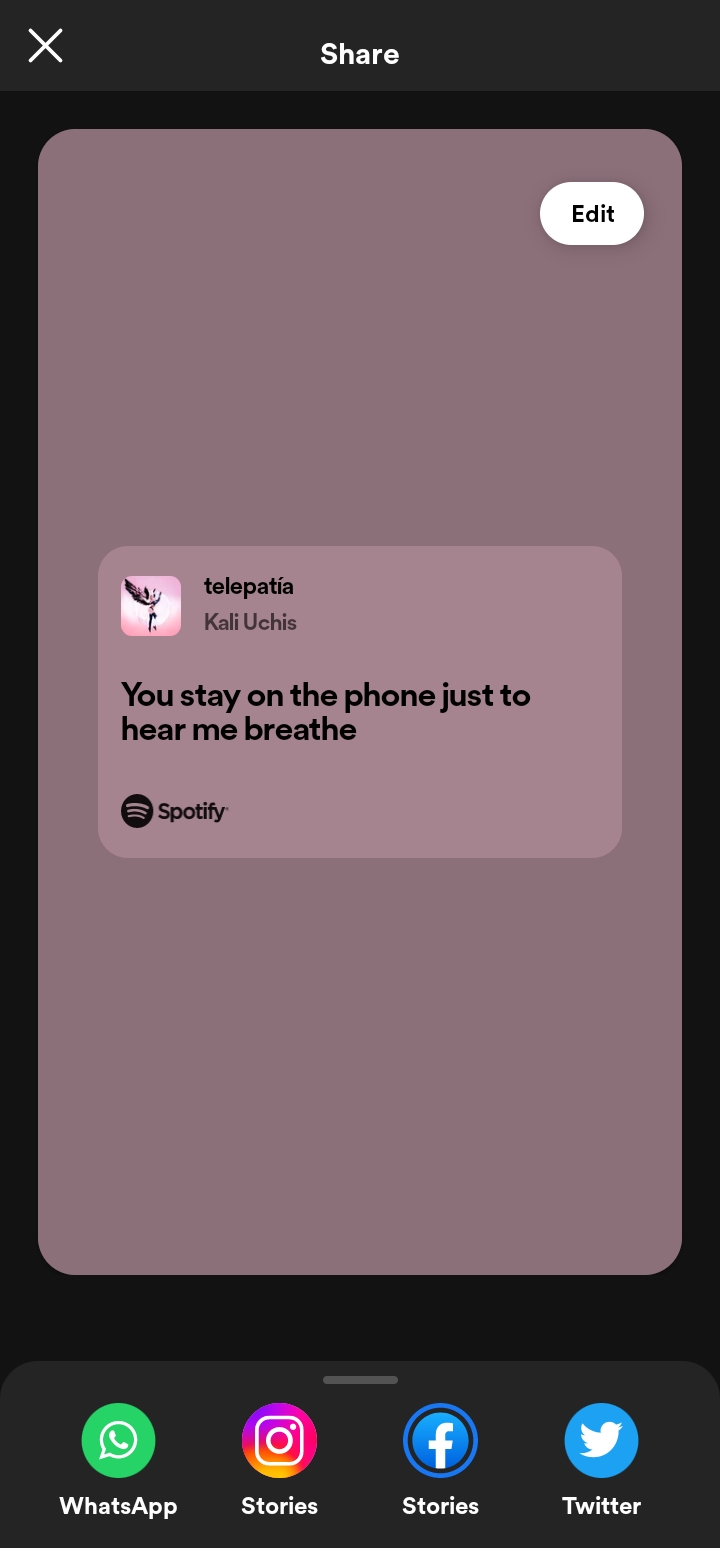 Share
Edit
telepatía
Kali Uchis
You stay on the phone just to
hear me breathe
Spotify
WhatsApp
Stories
Stories
Twitter